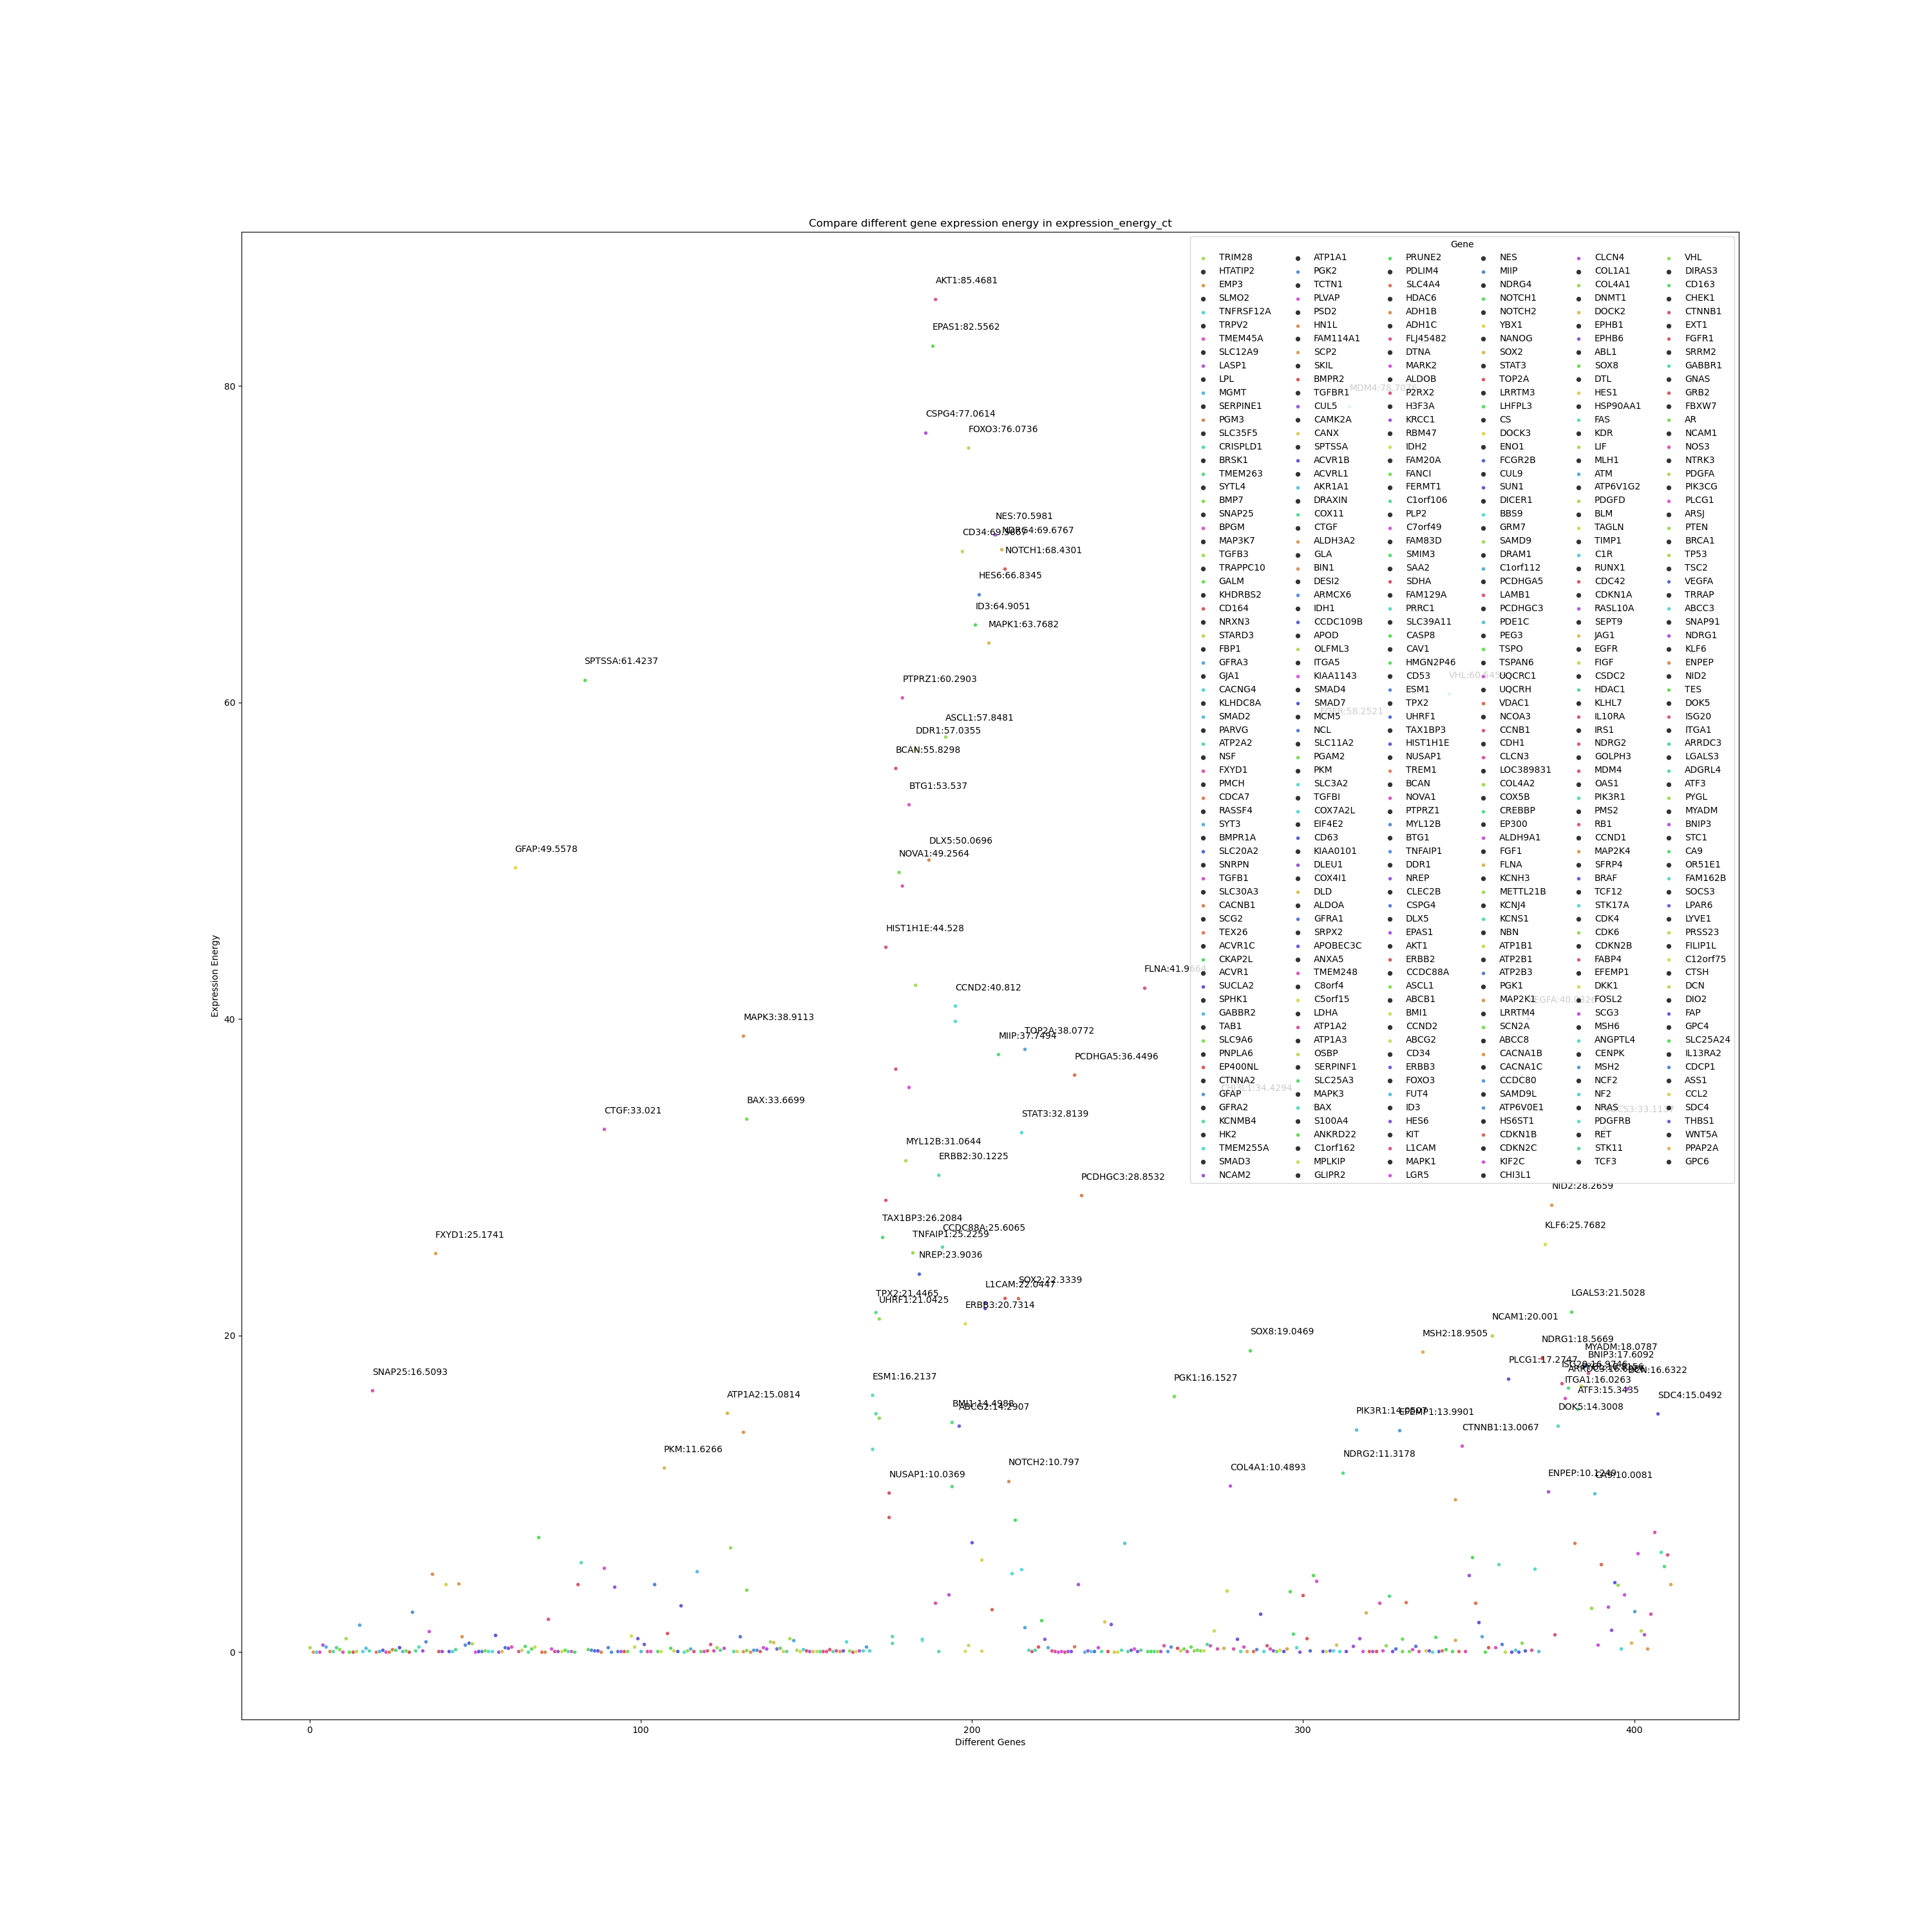 Compare different gene expression energy in expression_energy_ct
Gene
TRIM28 ATP1A1 PRUNE2 NES CLCN4 VHL
HTATIP2 PGK2 PDLIM4 MIIP COL1A1 DIRAS3
EMP3 TCTN1 SLC4A4 NDRG4 COL4A1 CD163
SLMO2 PLVAP HDAC6 NOTCH1 DNMT1 CHEK1
TNFRSF12A PSD2 ADH1B NOTCH2 DOCK2 CTNNB1
TRPV2 HN1L ADH1C YBX1 EPHB1 EXT1
TMEM45A FAM114A1 FLJ45482 NANOG EPHB6 FGFR1
SLC12A9 SCP2 DTNA SOX2 ABL1 SRRM2
LASP1 SKIL MARK2 STAT3 SOX8 GABBR1
LPL BMPR2 ALDOB TOP2A DTL GNAS
MGMT TGFBR1 P2RX2 LRRTM3 HES1 GRB2
SERPINE1 CUL5 H3F3A LHFPL3 HSP90AA1 FBXW7
PGM3 CAMK2A KRCC1 CS FAS AR
SLC35F5 CANX RBM47 DOCK3 KDR NCAM1
CRISPLD1 SPTSSA IDH2 ENO1 LIF NOS3
BRSK1 ACVR1B FAM20A FCGR2B MLH1 NTRK3
TMEM263 ACVRL1 FANCI CUL9 ATM PDGFA
SYTL4 AKR1A1 FERMT1 SUN1 ATP6V1G2 PIK3CG
BMP7 DRAXIN C1orf106 DICER1 PDGFD PLCG1
SNAP25 COX11 PLP2 BBS9 BLM ARSJ
BPGM CTGF C7orf49 GRM7 TAGLN PTEN
MAP3K7 ALDH3A2 FAM83D SAMD9 TIMP1 BRCA1
TGFB3 GLA SMIM3 DRAM1 C1R TP53
TRAPPC10 BIN1 SAA2 C1orf112 RUNX1 TSC2
GALM DESI2 SDHA PCDHGA5 CDC42 VEGFA
KHDRBS2 ARMCX6 FAM129A LAMB1 CDKN1A TRRAP
CD164 IDH1 PRRC1 PCDHGC3 RASL10A ABCC3
NRXN3 CCDC109B SLC39A11 PDE1C SEPT9 SNAP91
STARD3 APOD CASP8 PEG3 JAG1 NDRG1
FBP1 OLFML3 CAV1 TSPO EGFR KLF6
GFRA3 ITGA5 HMGN2P46 TSPAN6 FIGF ENPEP
GJA1 KIAA1143 CD53 UQCRC1 CSDC2 NID2
CACNG4 SMAD4 ESM1 UQCRH HDAC1 TES
KLHDC8A SMAD7 TPX2 VDAC1 KLHL7 DOK5
SMAD2 MCM5 UHRF1 NCOA3 IL10RA ISG20
PARVG NCL TAX1BP3 CCNB1 IRS1 ITGA1
ATP2A2 SLC11A2 HIST1H1E CDH1 NDRG2 ARRDC3
NSF PGAM2 NUSAP1 CLCN3 GOLPH3 LGALS3
FXYD1 PKM TREM1 LOC389831 MDM4 ADGRL4
PMCH SLC3A2 BCAN COL4A2 OAS1 ATF3
CDCA7 TGFBI NOVA1 COX5B PIK3R1 PYGL
RASSF4 COX7A2L PTPRZ1 CREBBP PMS2 MYADM
SYT3 EIF4E2 MYL12B EP300 RB1 BNIP3
BMPR1A CD63 BTG1 ALDH9A1 CCND1 STC1
SLC20A2 KIAA0101 TNFAIP1 FGF1 MAP2K4 CA9
SNRPN DLEU1 DDR1 FLNA SFRP4 OR51E1
TGFB1 COX4I1 NREP KCNH3 BRAF FAM162B
SLC30A3 DLD CLEC2B METTL21B TCF12 SOCS3
CACNB1 ALDOA CSPG4 KCNJ4 STK17A LPAR6
SCG2 GFRA1 DLX5 KCNS1 CDK4 LYVE1
TEX26 SRPX2 EPAS1 NBN CDK6 PRSS23
ACVR1C APOBEC3C AKT1 ATP1B1 CDKN2B FILIP1L
CKAP2L ANXA5 ERBB2 ATP2B1 FABP4 C12orf75
ACVR1 TMEM248 CCDC88A ATP2B3 EFEMP1 CTSH
SUCLA2 C8orf4 ASCL1 PGK1 DKK1 DCN
SPHK1 C5orf15 ABCB1 MAP2K1 FOSL2 DIO2
GABBR2 LDHA BMI1 LRRTM4 SCG3 FAP
TAB1 ATP1A2 CCND2 SCN2A MSH6 GPC4
SLC9A6 ATP1A3 ABCG2 ABCC8 ANGPTL4 SLC25A24
PNPLA6 OSBP CD34 CACNA1B CENPK IL13RA2
EP400NL SERPINF1 ERBB3 CACNA1C MSH2 CDCP1
CTNNA2 SLC25A3 FOXO3 CCDC80 NCF2 ASS1
GFAP MAPK3 FUT4 SAMD9L NF2 CCL2
GFRA2 BAX ID3 ATP6V0E1 NRAS SDC4
KCNMB4 S100A4 HES6 HS6ST1 PDGFRB THBS1
HK2 ANKRD22 KIT CDKN1B RET WNT5A
TMEM255A C1orf162 L1CAM CDKN2C STK11 PPAP2A
SMAD3 MPLKIP MAPK1 KIF2C TCF3 GPC6
NCAM2 GLIPR2 LGR5 CHI3L1
AKT1:85.4681
EPAS1:82.5562
CSPG4:77.0614
FOXO3:76.0736
NES:70.5981
NDRG4:69.6767
NOTCH1:68.4301
HES6:66.8345
ID3:64.9051
MAPK1:63.7682
SPTSSA:61.4237
PTPRZ1:60.2903
ASCL1:57.8481
DDR1:57.0355
BCAN:55.8298
BTG1:53.537
DLX5:50.0696
GFAP:49.5578
NOVA1:49.2564
HIST1H1E:44.528
CCND2:40.812
MAPK3:38.9113
TOP2A:38.0772
MIIP:37.7494
PCDHGA5:36.4496
CHI3L1:34.4294
BAX:33.6699
CTGF:33.021
STAT3:32.8139
MYL12B:31.0644
ERBB2:30.1225
PCDHGC3:28.8532
NID2:28.2659
TAX1BP3:26.2084
CCDC88A:25.6065
KLF6:25.7682
FXYD1:25.1741
TNFAIP1:25.2259
NREP:23.9036
SOX2:22.3339
L1CAM:22.0447
TPX2:21.4465
UHRF1:21.0425
ERBB3:20.7314
LGALS3:21.5028
NCAM1:20.001
SOX8:19.0469
MSH2:18.9505
NDRG1:18.5669
MYADM:18.0787
BNIP3:17.6092
PLCG1:17.2747
SNAP25:16.5093
ESM1:16.2137
PGK1:16.1527
ITGA1:16.0263
ATF3:15.3435
ATP1A2:15.0814
SDC4:15.0492
BMI1:14.4988
ABCG2:14.2907
DOK5:14.3008
EFEMP1:13.9901
CTNNB1:13.0067
PKM:11.6266
NDRG2:11.3178
NOTCH2:10.797
COL4A1:10.4893
NUSAP1:10.0369
CA9:10.0081
80
60
40
20
0
Expression Energy
0 100 200 300 400
Different Genes